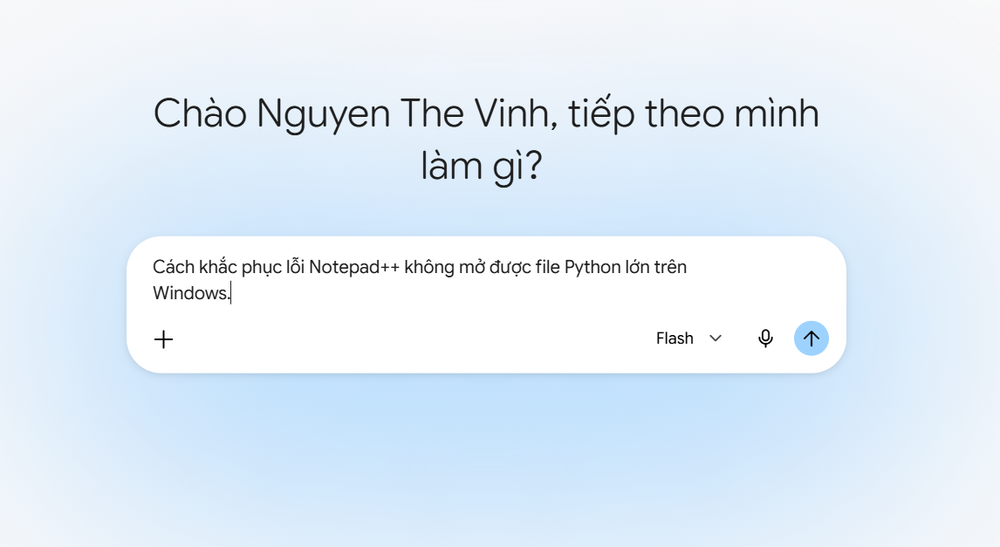 Chào Nguyen The Vinh, tiếp theo mình
làm gì?
Cách khắc phục lỗi Notepad++ không mở được file Python lớn trên
Windows.
Flash